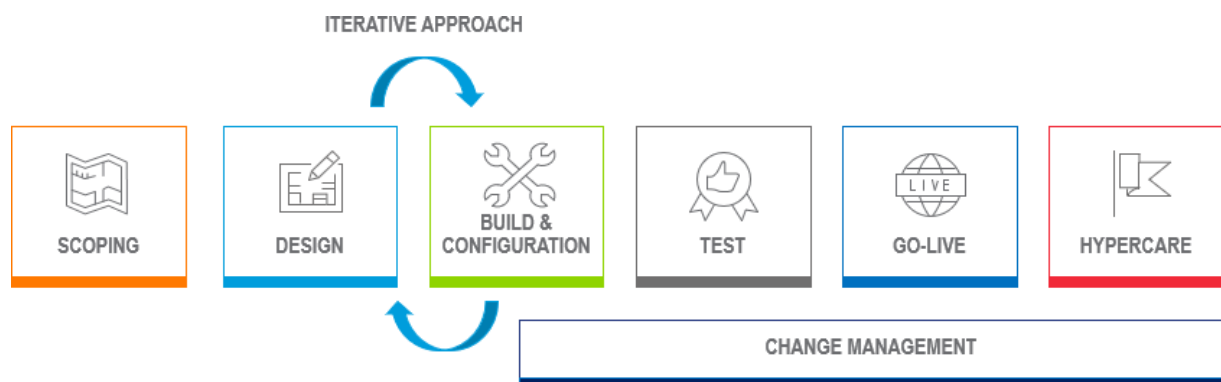 ITERATIVE APPROACH
SCOPING
DESIGN
BUILD &
CONFIGURATION
TEST
LIVE
GO-LIVE
HYPERCARE
CHANGE MANAGEMENT